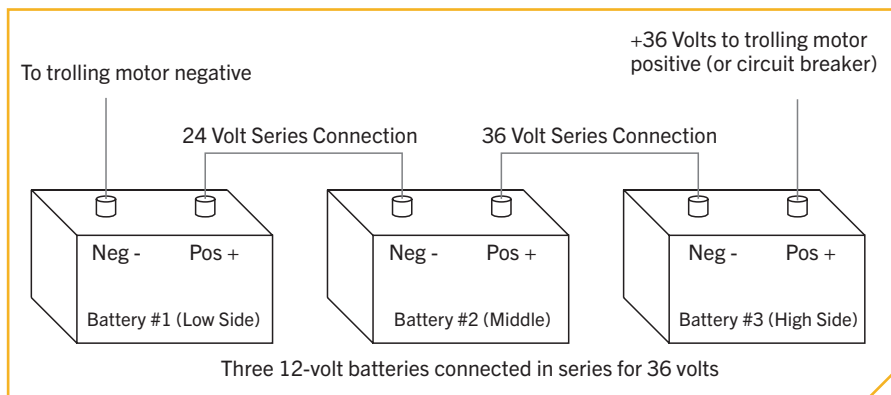 +36 Volts to trolling motor
positive (or circuit breaker)
To trolling motor negative
24 Volt Series Connection
36 Volt Series Connection
Neg -
Pos +
Neg -
Pos +
Neg -
Pos +
Battery #1 (Low Side)
Battery #2 (Middle)
Battery #3 (High Side)
Three 12-volt batteries connected in series for 36 volts